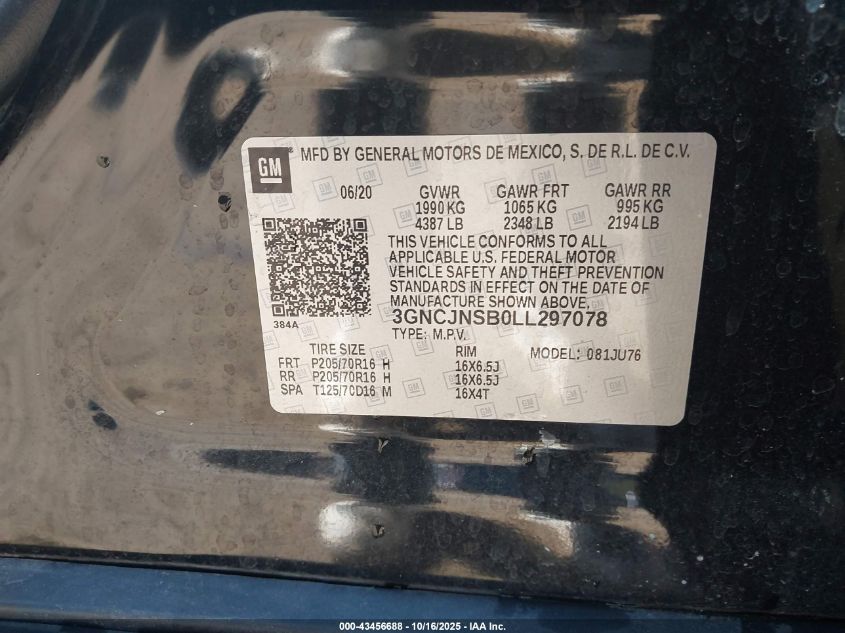 GM MFD BY GENERAL MOTORS DE MEXICO, S. DE R.L. DE C.V.
06/20 GVWR GAWR FRT GAWR RR
1990 KG 1065 KG 995 KG
4387 LB 2348 LB 2194 LB
THIS VEHICLE CONFORMS TO ALL
APPLICABLE U.S. FEDERAL MOTOR
VEHICLE SAFETY AND THEFT PREVENTION
STANDARDS IN EFFECT ON THE DATE OF
MANUFACTURE SHOWN ABOVE.
384A
3GNCJNSB0LL297078
TYPE: M.P.V.
TIRE SIZE RIM MODEL: 081JU76
FRT P205/70R16 H 16X6.5J
RR P205/70R16 H 16X6.5J
SPA T125/70D16 M 16X4T
000-43456688 - 10/16/2025 - IAA Inc.